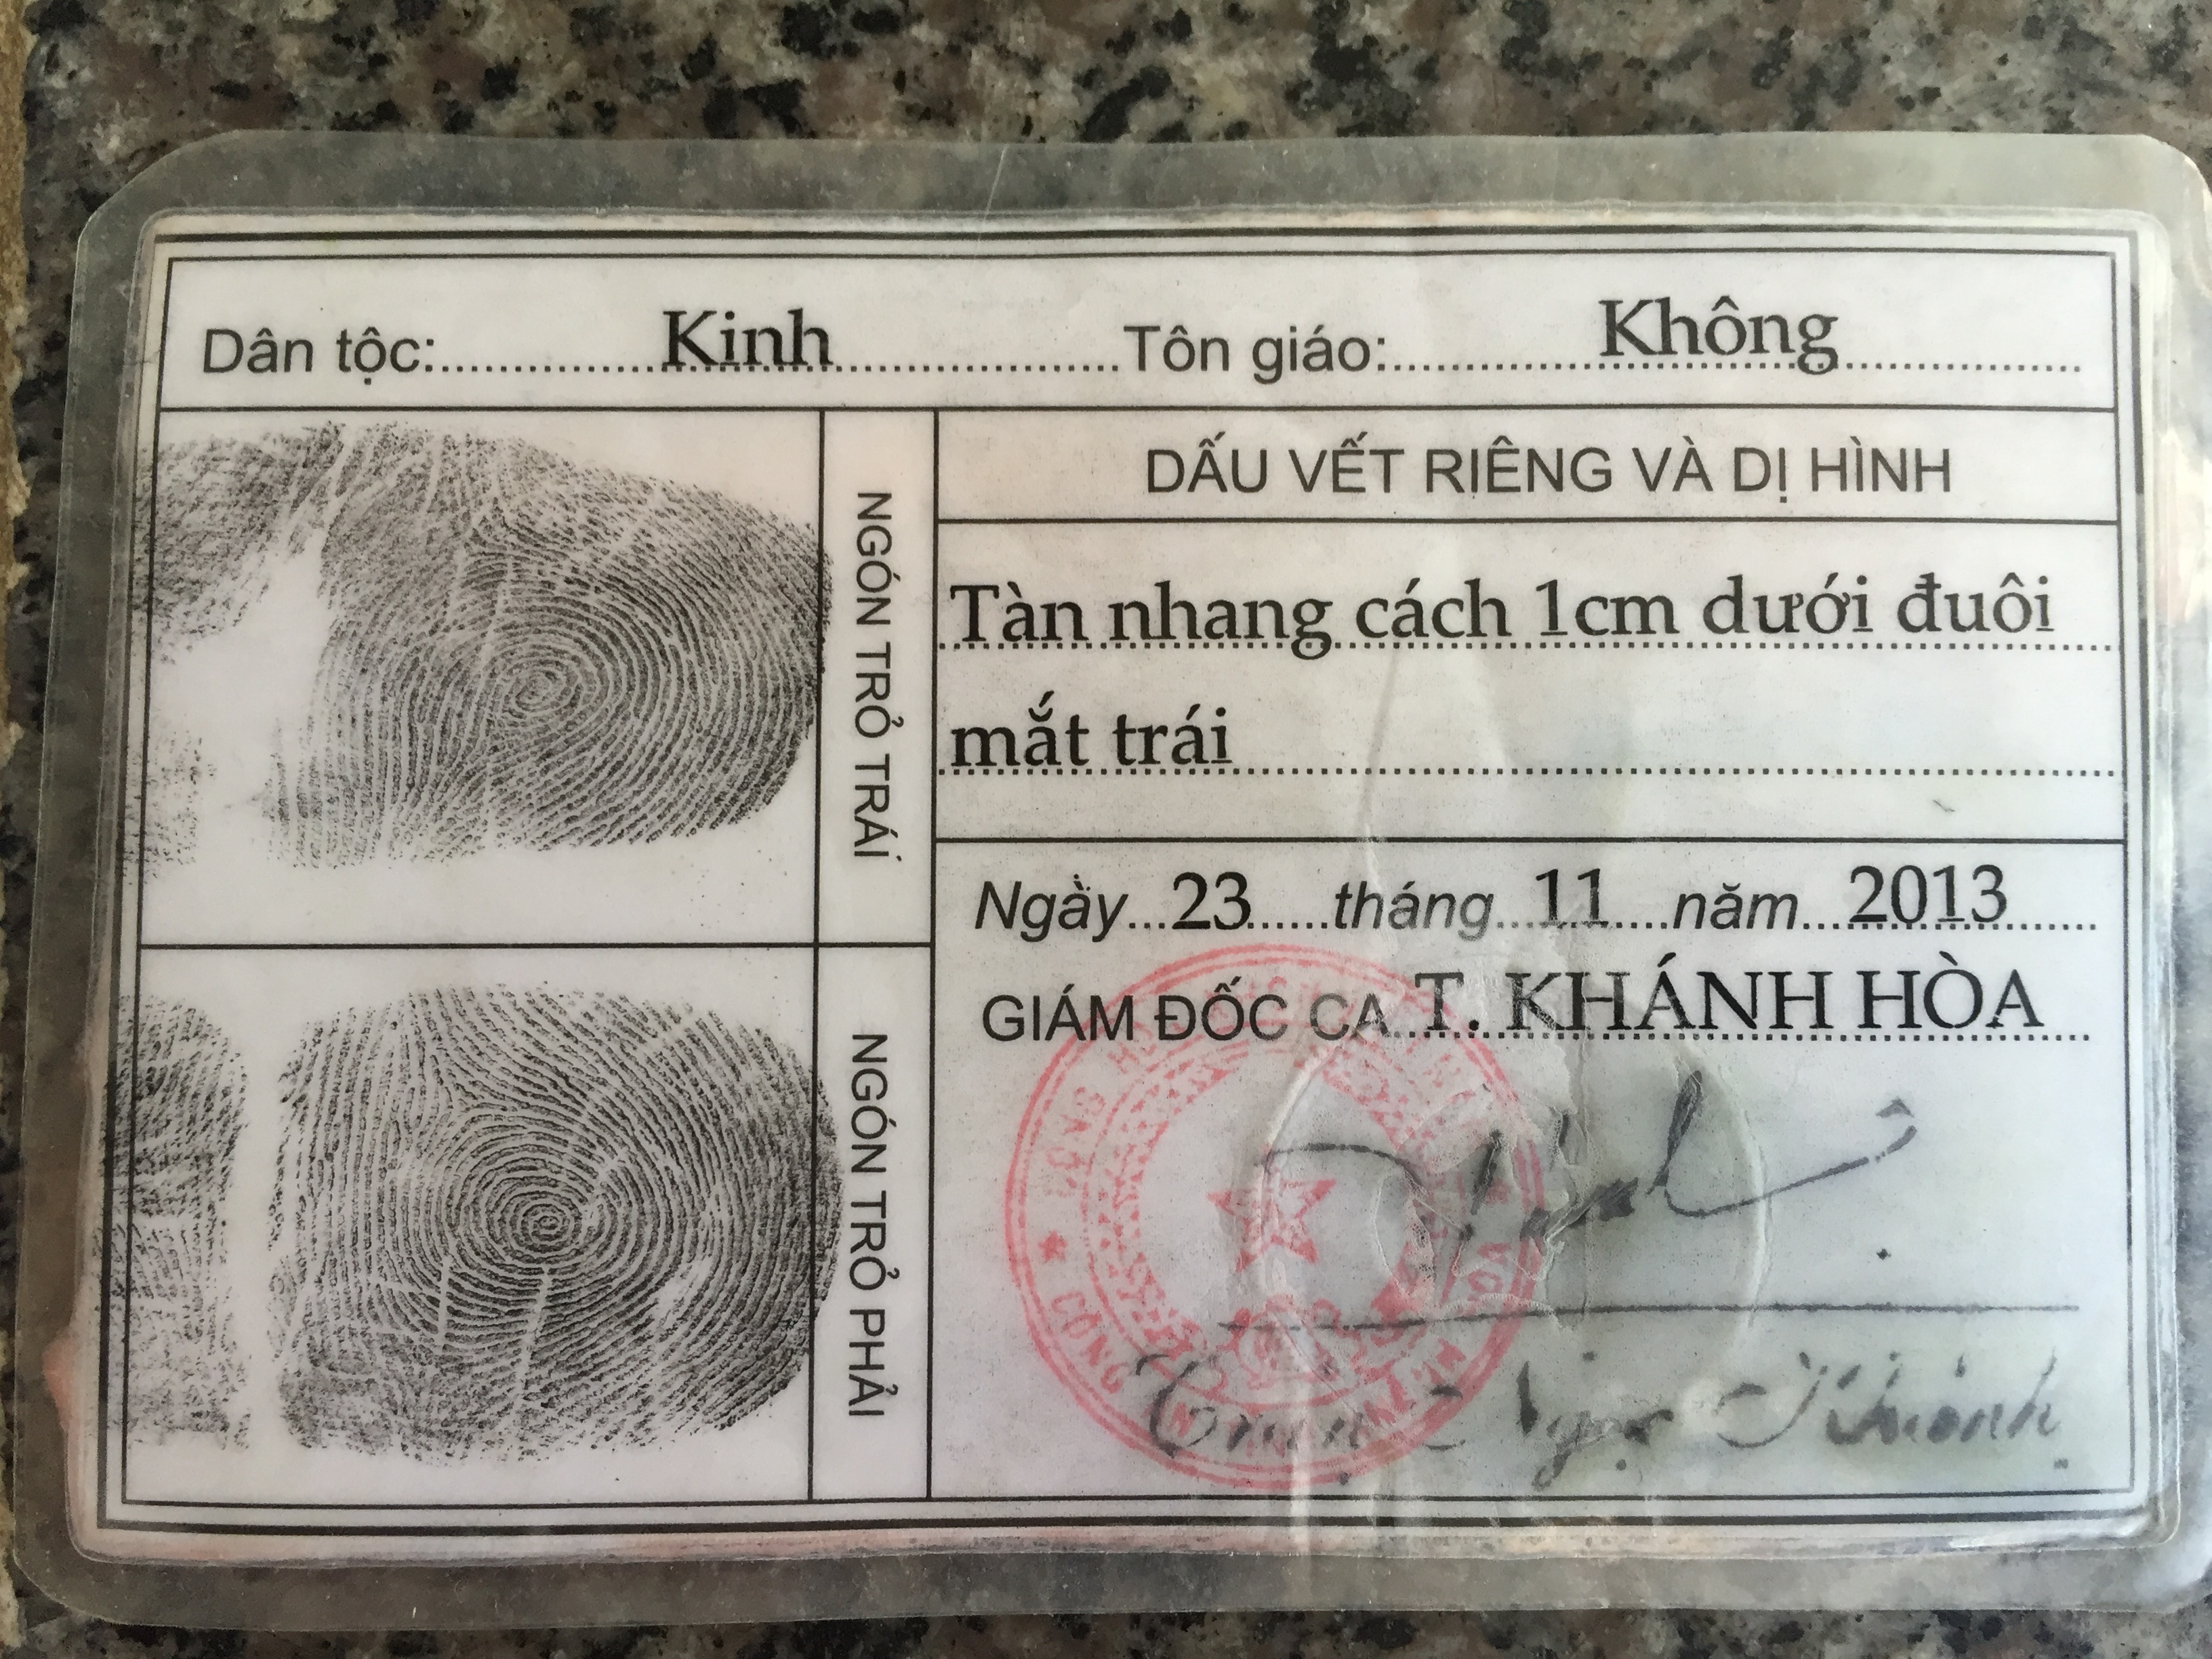 Dân tộc: Kinh Tôn giáo: Không
NGÓN TRỎ TRÁI
NGÓN TRỎ PHẢI
DẤU VẾT RIÊNG VÀ DỊ HÌNH
Tàn nhang cách 1cm dưới đuôi
mắt trái
Ngày 23 tháng 11 năm 2013
GIÁM ĐỐC CA T. KHÁNH HÒA